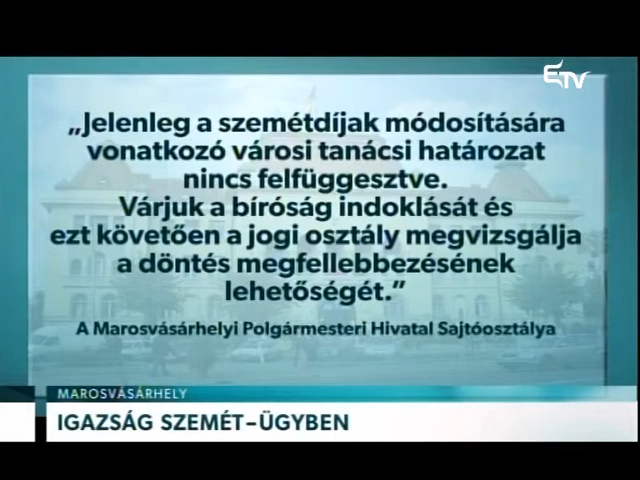 ETV
„Jelenleg a szemétdíjak módosítására
vonatkozó városi tanácsi határozat
nincs felfüggesztve.
Várjuk a bíróság indoklását és
ezt követően a jogi osztály megvizsgálja
a döntés megfellebbezésének
lehetőségét.”
A Marosvásárhelyi Polgármesteri Hivatal Sajtóosztálya
MAROSVÁSÁRHELY
IGAZSÁG SZEMÉT-ÜGYBEN